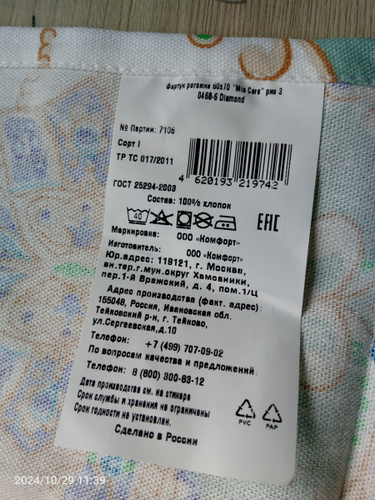 Фартук рогожка 60х70 "Mia Cara" рис 3
0468-6 Diamond
№ Партии: 7106
Сорт I
ТР ТС 017/2011
4 620193 219742
ГОСТ 25294-2003
Состав: 100% хлопок
40
EAC
Маркировка: ООО «Комфорт»
Изготовитель: ООО «Комфорт»
Юр.адрес: 119121, г. Москва,
вн.тер.г.мун.округ Хамовники,
пер.1-й Вражский, д. 4, пом.1/Ц
Адрес производства (факт. адрес):
155048, Россия, Ивановская обл.
Тейковский р-н, г. Тейково,
ул.Сергеевская,д.10
Телефон: +7 (499) 707-09-02
По вопросам качества и предложений
Телефон: 8 (800) 300-83-12
Дата производства см. на стикере
Срок службы и хранения не ограничены
Срок годности не установлен.
Сделано в России
PVC PAP
2024/10/29 11:39